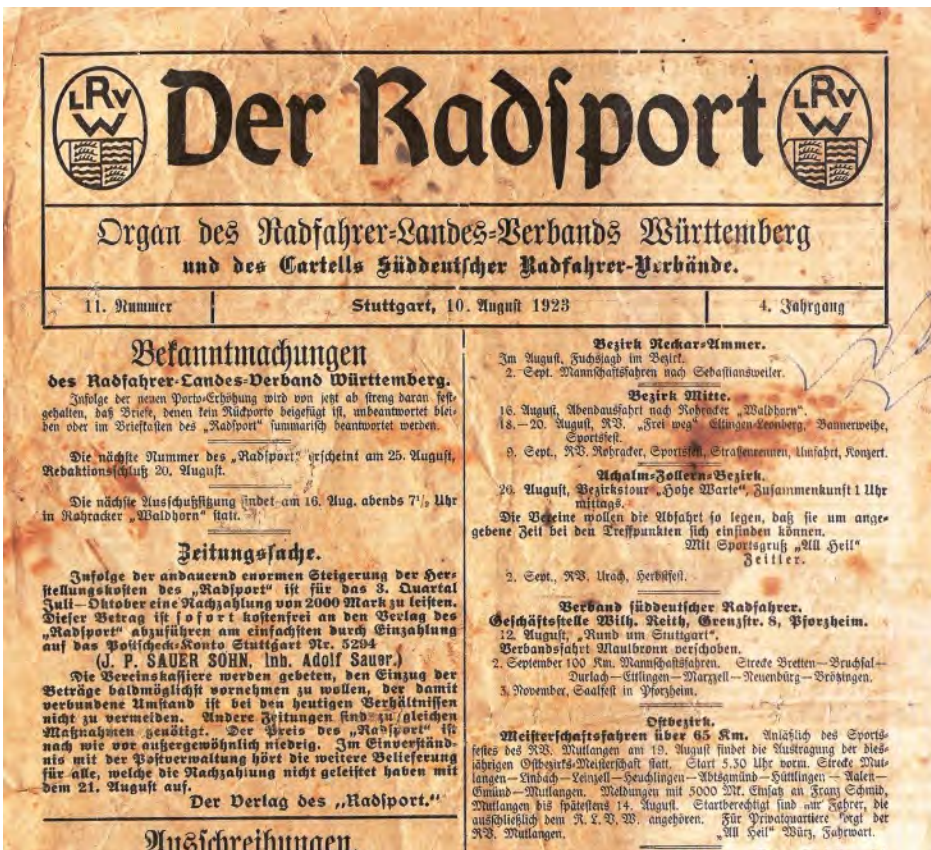 LRV
W
Der Radsport
LRV
W
Organ des Radfahrer-Landes-Verbands Württemberg
und des Cartells Süddeutscher Radfahrer-Verbände.
11. Nummer
Stuttgart, 10. August 1923
4. Jahrgang
Bekanntmachungen
des Radfahrer-Landes-Verband Württemberg.
Infolge der neuen Porto-Erhöhung wird von jetzt ab streng daran fest-
gehalten, daß Briefe, denen kein Rückporto beigefügt ist, unbeantwortet blei-
ben oder im Briefkasten des „Radsport" summarisch beantwortet werden.
Die nächste Nummer des „Radsport" erscheint am 25. August,
Redaktionsschluß 20. August.
Die nächste Ausschußsitzung findet am 16. Aug. abends 7½ Uhr
in Rohracker „Waldhorn" statt.
Zeitungssache.
Infolge der andauernd enormen Steigerung der Her-
stellungskosten des „Radsport" ist für das 3. Quartal
Juli—Oktober eine Nachzahlung von 2000 Mark zu leisten.
Dieser Betrag ist sofort kostenfrei an den Verlag des
„Radsport" abzuführen am einfachsten durch Einzahlung
auf das Postscheck-Konto Stuttgart Nr. 5294
(J. P. SAUER SOHN, Inh. Adolf Sauer.)
Die Vereinskassiere werden gebeten, den Einzug der
Beträge baldmöglichst vornehmen zu wollen, der damit
verbundene Umstand ist bei den heutigen Verhältnissen
nicht zu vermeiden. Andere Zeitungen sind zu gleichen
Maßnahmen genötigt. Der Preis des „Radsport" ist
nach wie vor außergewöhnlich niedrig. Im Einverständ-
nis mit der Postverwaltung hört die weitere Belieferung
für alle, welche die Nachzahlung nicht geleistet haben mit
dem 21. August auf.
Der Verlag des „Radsport."
Ausschreibungen.
Bezirk Neckar-Ammer.
Im August, Fuchsjagd im Bezirk.
2. Sept. Mannschaftsfahren nach Sebastiansweiler.
Bezirk Mitte.
16. August, Abendausfahrt nach Rohracker „Waldhorn".
18.—20. August, RV. „Frei weg" Eltingen-Leonberg, Bannerweihe,
Sportsfest.
9. Sept., RV. Rohracker, Sportsfest, Straßenrennen, Umfahrt, Konzert.
Achalm-Zollern-Bezirk.
26. August, Bezirkstour „Hohe Warte", Zusammenkunft 1 Uhr
mittags.
Die Vereine wollen die Abfahrt so legen, daß sie um ange-
gebene Zeit bei den Treffpunkten sich einfinden können.
Mit Sportsgruß „All Heil"
Zeitler.
2. Sept., RV. Urach, Herbstfest.
Verband süddeutscher Radfahrer.
Geschäftsstelle Wilh. Reith, Grenzstr. 8, Pforzheim.
12. August, „Rund um Stuttgart".
Verbandsfahrt Maulbronn verschoben.
2. September 100 Km. Mannschaftsfahren. Strecke Bretten—Bruchsal—
Durlach—Ettlingen—Marxzell—Neuenbürg—Brötzingen.
3. November, Saalfest in Pforzheim.
Ostbezirk.
Meisterschaftsfahren über 65 Km. Anläßlich des Sports-
festes des RV. Mutlangen am 19. August findet die Austragung der dies-
jährigen Ostbezirks-Meisterschaft statt. Start 5.30 Uhr vorm. Strecke Mut-
langen—Lindach—Leinzell—Heuchlingen—Abtsgmünd—Hüttlingen—Aalen—
Gmünd—Mutlangen. Meldungen mit 5000 Mk. Einsatz an Franz Schmid,
Mutlangen bis spätestens 14. August. Startberechtigt sind nur Fahrer, die
ausschließlich dem R. L. V. W. angehören. Für Privatquartiere sorgt der
RV. Mutlangen. „All Heil" Würz, Fahrwart.